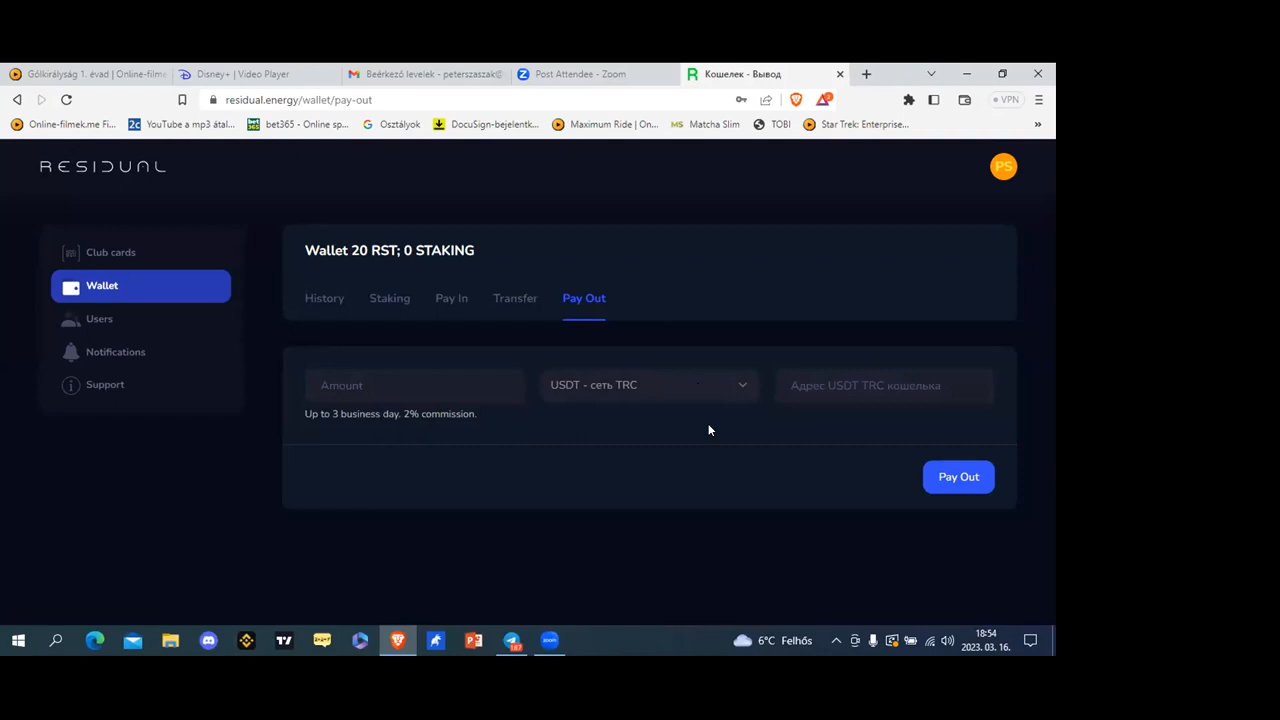 Gólkirályság 1. évad | Online-filme
Disney+ | Video Player
Beérkező levelek - peterszaszak@
Post Attendee - Zoom
Кошелек - Вывод
residual.energy/wallet/pay-out
VPN
Online-filmek.me Fi...
YouTube a mp3 átal...
bet365 - Online sp...
Osztályok
DocuSign-bejelentk...
Maximum Ride | On...
MS Matcha Slim
TOBI
Star Trek: Enterprise...
RESIDUAL
PS
Club cards
Wallet
Users
Notifications
Support
Wallet 20 RST; 0 STAKING
History
Staking
Pay In
Transfer
Pay Out
Amount
USDT - сеть TRC
Адрес USDT TRC кошелька
Up to 3 business day. 2% commission.
Pay Out
6°C Felhős
18:54
2023. 03. 16.